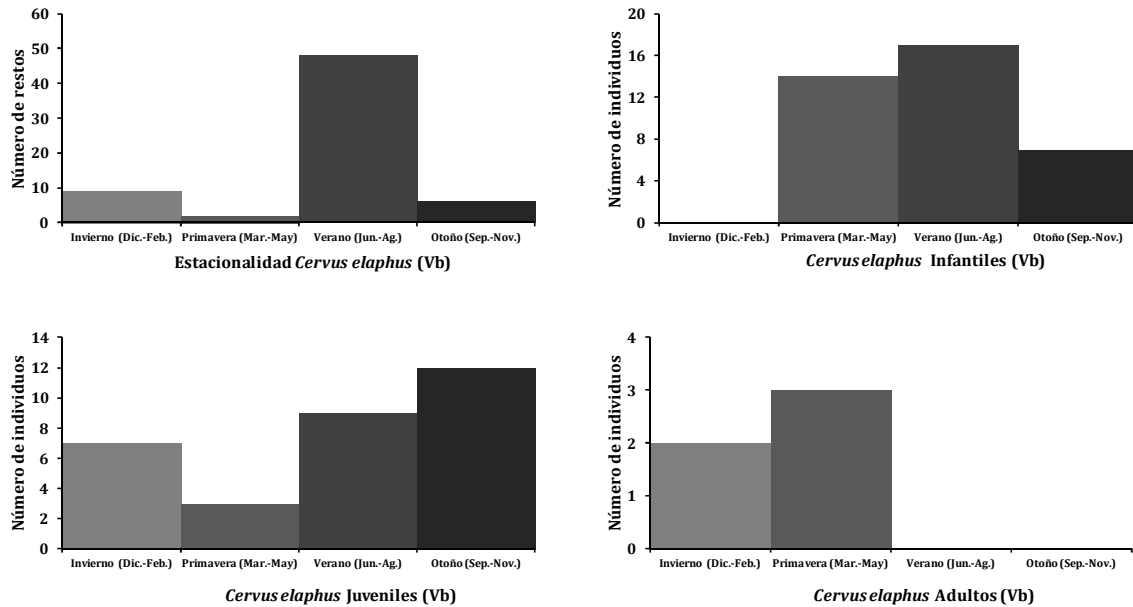 Número de restos
60
50
40
30
20
10
0
Invierno (Dic.-Feb.) Primavera (Mar.-May) Verano (Jun.-Ag.) Otoño (Sep.-Nov.)
Estacionalidad Cervus elaphus (Vb)
Número de individuos
20
16
12
8
4
0
Invierno (Dic.-Feb.) Primavera (Mar.-May) Verano (Jun.-Ag.) Otoño (Sep.-Nov.)
Cervus elaphus Infantiles (Vb)
Número de individuos
14
12
10
8
6
4
2
0
Invierno (Dic.-Feb.) Primavera (Mar.-May) Verano (Jun.-Ag.) Otoño (Sep.-Nov.)
Cervus elaphus Juveniles (Vb)
Número de individuos
4
3
2
1
0
Invierno (Dic.-Feb.) Primavera (Mar.-May) Verano (Jun.-Ag.) Otoño (Sep.-Nov.)
Cervus elaphus Adultos (Vb)